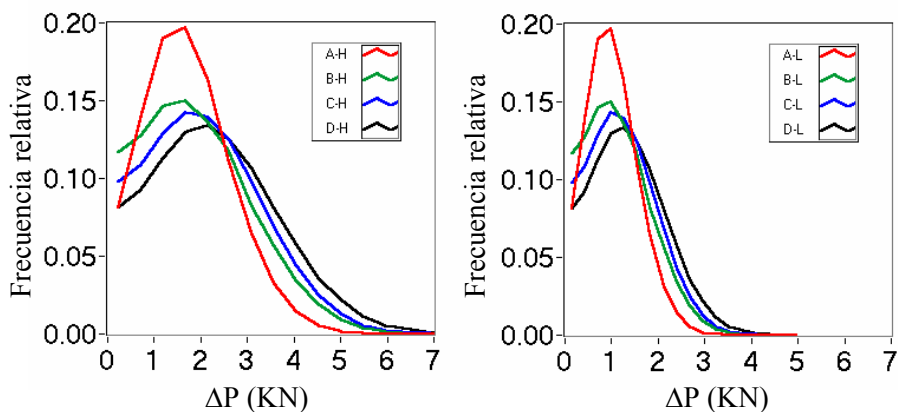 Frecuencia relativa
0.20
0.15
0.10
0.05
0.00
A-H
B-H
C-H
D-H
0 1 2 3 4 5 6 7
ΔP (KN)
Frecuencia relativa
0.20
0.15
0.10
0.05
0.00
A-L
B-L
C-L
D-L
0 1 2 3 4 5 6 7
ΔP (KN)